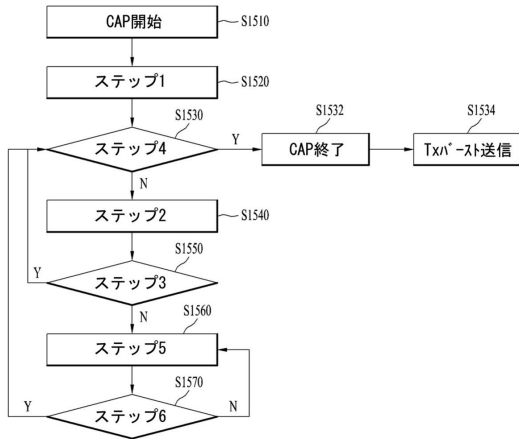 CAP開始
S1510
ステップ1
S1520
S1530
ステップ4
Y
N
S1532
CAP終了
S1534
Txバースト送信
ステップ2
S1540
S1550
Y
ステップ3
N
S1560
ステップ5
S1570
Y
ステップ6
N